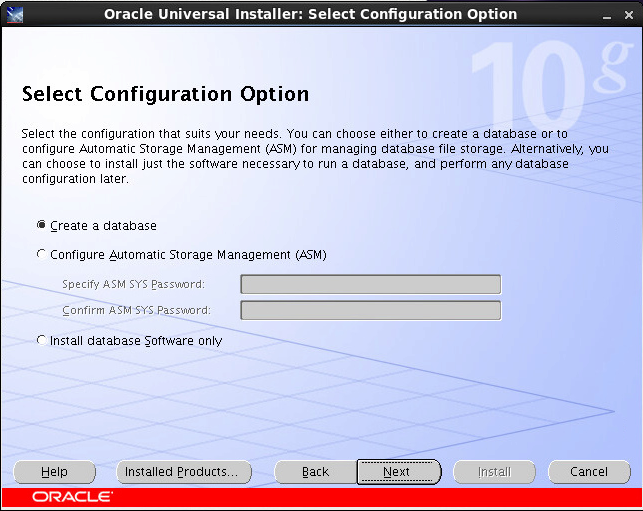 Oracle Universal Installer: Select Configuration Option
10g
Select Configuration Option
Select the configuration that suits your needs. You can choose either to create a database or to
configure Automatic Storage Management (ASM) for managing database file storage. Alternatively, you
can choose to install just the software necessary to run a database, and perform any database
configuration later.
Create a database
Configure Automatic Storage Management (ASM)
Specify ASM SYS Password:
Confirm ASM SYS Password:
Install database Software only
Help Installed Products... Back Next Install Cancel
ORACLE